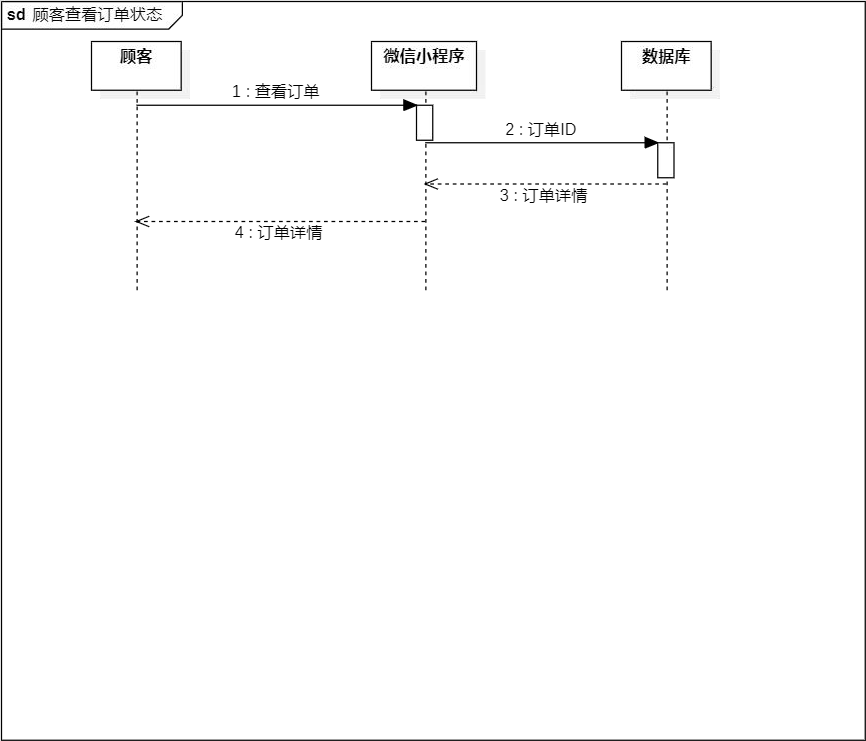 sd 顾客查看订单状态
顾客
微信小程序
数据库
1 : 查看订单
2 : 订单ID
3 : 订单详情
4 : 订单详情